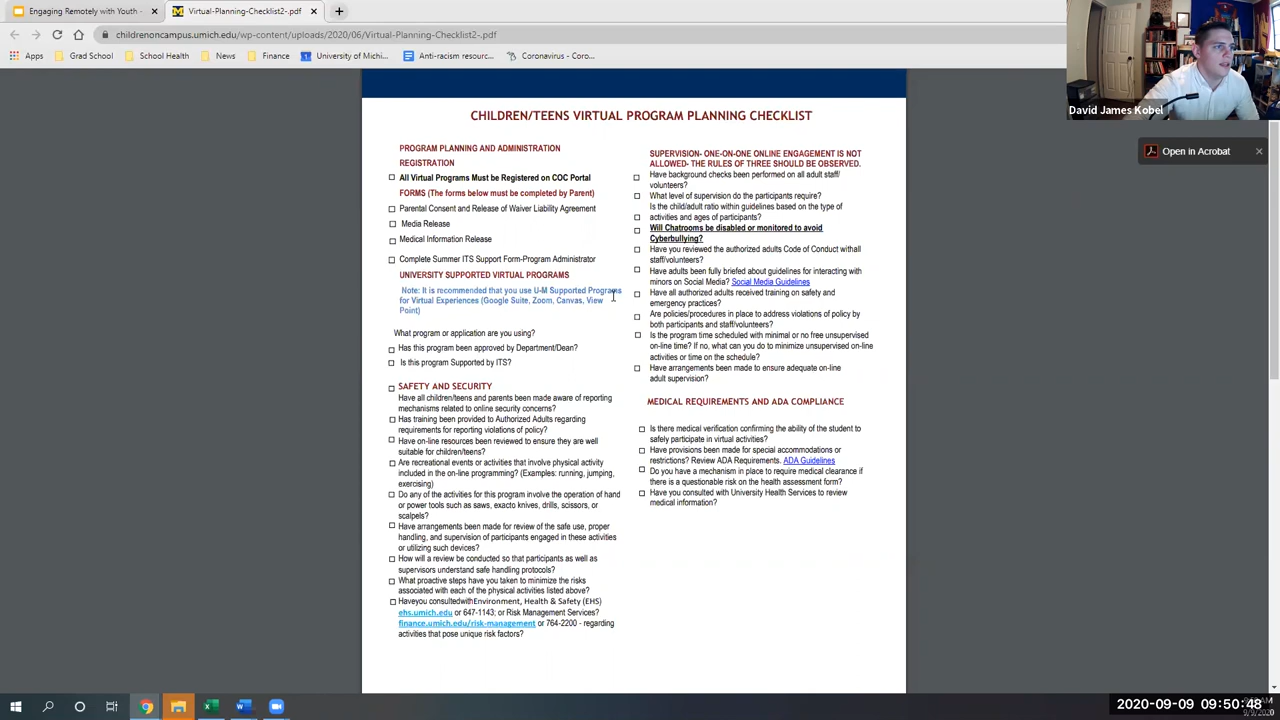 Engaging Remotely with Youth -
Virtual-Planning-Checklist2-.pdf
childrenoncampus.umich.edu/wp-content/uploads/2020/06/Virtual-Planning-Checklist2-.pdf
Apps
Grad School
Social Health
News
Finance
University of Michi...
Anti-racism resourc...
Coronavirus - Coro...
David James Kobel
Open in Acrobat
CHILDREN/TEENS VIRTUAL PROGRAM PLANNING CHECKLIST
PROGRAM PLANNING AND ADMINISTRATION
REGISTRATION
All Virtual Programs Must be Registered on COC Portal
FORMS (The forms below must be completed by Parent)
Parental Consent and Release of Waiver Liability Agreement
Media Release
Medical Information Release
Complete Summer ITS Support Form-Program Administrator
UNIVERSITY SUPPORTED VIRTUAL PROGRAMS
Note: It is recommended that you use U-M Supported Programs
for Virtual Experiences (Google Suite, Zoom, Canvas, View
Point)
What program or application are you using?
Has this program been approved by Department/Dean?
Is this program Supported by ITS?
SAFETY AND SECURITY
Have all children/teens and parents been made aware of reporting
mechanisms related to online security concerns?
Has training been provided to Authorized Adults regarding
requirements for reporting violations of policy?
Have on-line resources been reviewed to ensure they are well
suitable for children/teens?
Are recreational events or activities that involve physical activity
included in the on-line programming? (Examples: running, jumping,
exercising)
Do any of the activities for this program involve the operation of hand
or power tools such as saws, exacto knives, drills, scissors, or
scalpels?
Have arrangements been made for review of the safe use, proper
handling, and supervision of participants engaged in these activities
or utilizing such devices?
How will a review be conducted so that participants as well as
supervisors understand safe handling protocols?
What proactive steps have you taken to minimize the risks
associated with each of the physical activities listed above?
Haveyou consultedwithEnvironment, Health & Safety (EHS)
ehs.umich.edu or 647-1143; or Risk Management Services?
finance.umich.edu/risk-management or 764-2200 - regarding
activities that pose unique risk factors?
SUPERVISION- ONE-ON-ONE ONLINE ENGAGEMENT IS NOT
ALLOWED- THE RULES OF THREE SHOULD BE OBSERVED.
Have background checks been performed on all adult staff/
volunteers?
What level of supervision do the participants require?
Is the child/adult ratio within guidelines based on the type of
activities and ages of participants?
Will Chatrooms be disabled or monitored to avoid
Cyberbullying?
Have you reviewed the authorized adults Code of Conduct withall
staff/volunteers?
Have adults been fully briefed about guidelines for interacting with
minors on Social Media? Social Media Guidelines
Have all authorized adults received training on safety and
emergency practices?
Are policies/procedures in place to address violations of policy by
both participants and staff/volunteers?
Is the program time scheduled with minimal or no free unsupervised
on-line time? If no, what can you do to minimize unsupervised on-line
activities or time on the schedule?
Have arrangements been made to ensure adequate on-line
adult supervision?
MEDICAL REQUIREMENTS AND ADA COMPLIANCE
Is there medical verification confirming the ability of the student to
safely participate in virtual activities?
Have provisions been made for special accommodations or
restrictions? Review ADA Requirements. ADA Guidelines
Do you have a mechanism in place to require medical clearance if
there is a questionable risk on the health assessment form?
Have you consulted with University Health Services to review
medical information?
2020-09-09 09:50:48